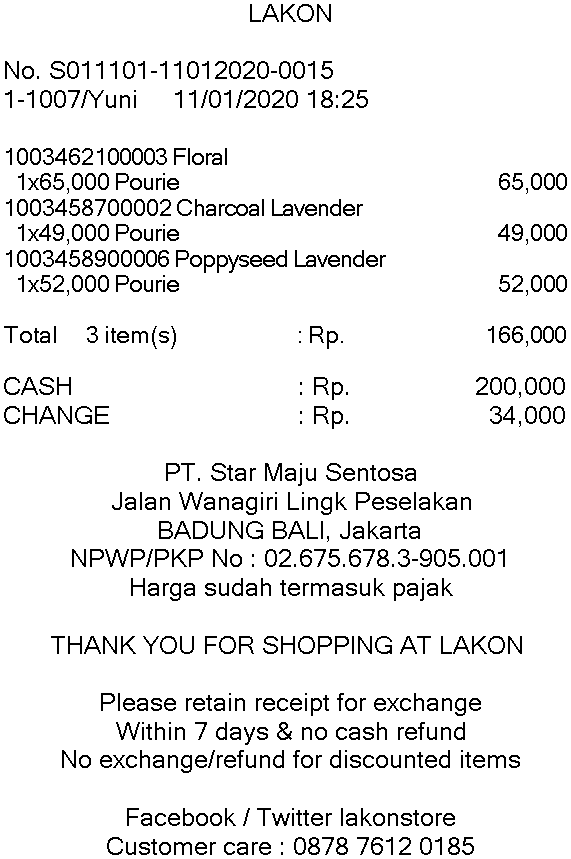 LAKON
No. S011101-11012020-0015
1-1007/Yuni 11/01/2020 18:25
1003462100003 Floral
1x65,000 Pourie 65,000
1003458700002 Charcoal Lavender
1x49,000 Pourie 49,000
1003458900006 Poppyseed Lavender
1x52,000 Pourie 52,000
Total 3 item(s) : Rp. 166,000
CASH : Rp. 200,000
CHANGE : Rp. 34,000
PT. Star Maju Sentosa
Jalan Wanagiri Lingk Peselakan
BADUNG BALI, Jakarta
NPWP/PKP No : 02.675.678.3-905.001
Harga sudah termasuk pajak
THANK YOU FOR SHOPPING AT LAKON
Please retain receipt for exchange
Within 7 days & no cash refund
No exchange/refund for discounted items
Facebook / Twitter lakonstore
Customer care : 0878 7612 0185